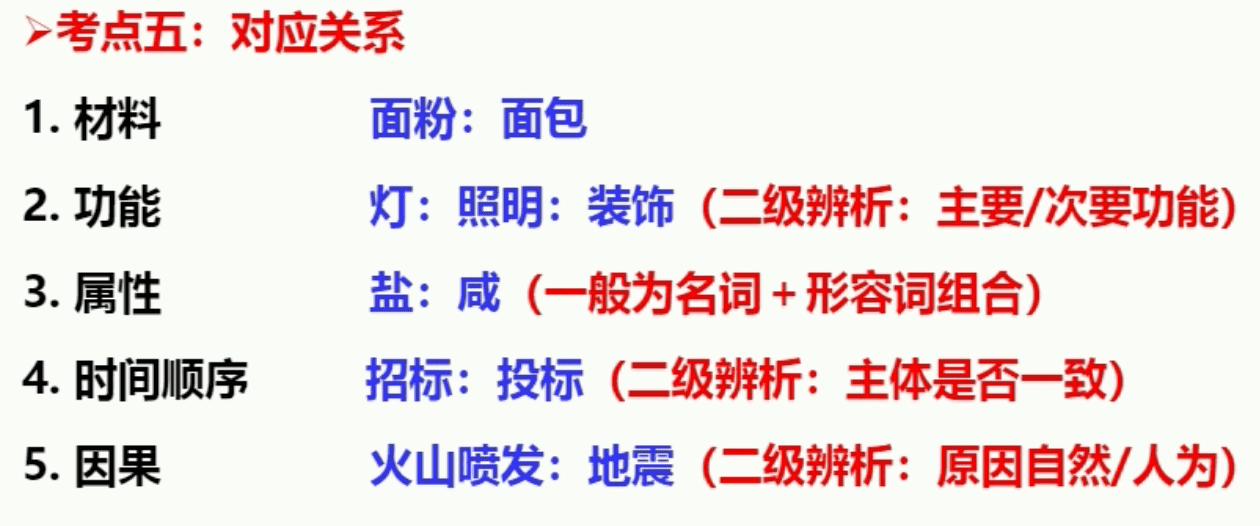 ➢考点五：对应关系
1. 材料 面粉：面包
2. 功能 灯：照明：装饰（二级辨析：主要/次要功能）
3. 属性 盐：咸（一般为名词+形容词组合）
4. 时间顺序 招标：投标（二级辨析：主体是否一致）
5. 因果 火山喷发：地震（二级辨析：原因自然/人为）